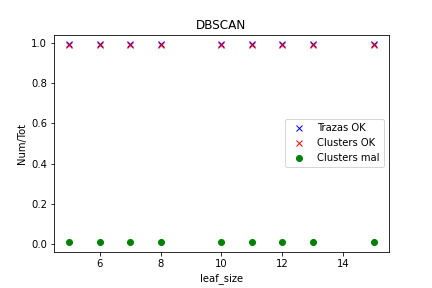 DBSCAN
1.0
0.8
0.6
0.4
0.2
0.0
Num/Tot
Trazas OK
Clusters OK
Clusters mal
6 8 10 12 14
leaf_size